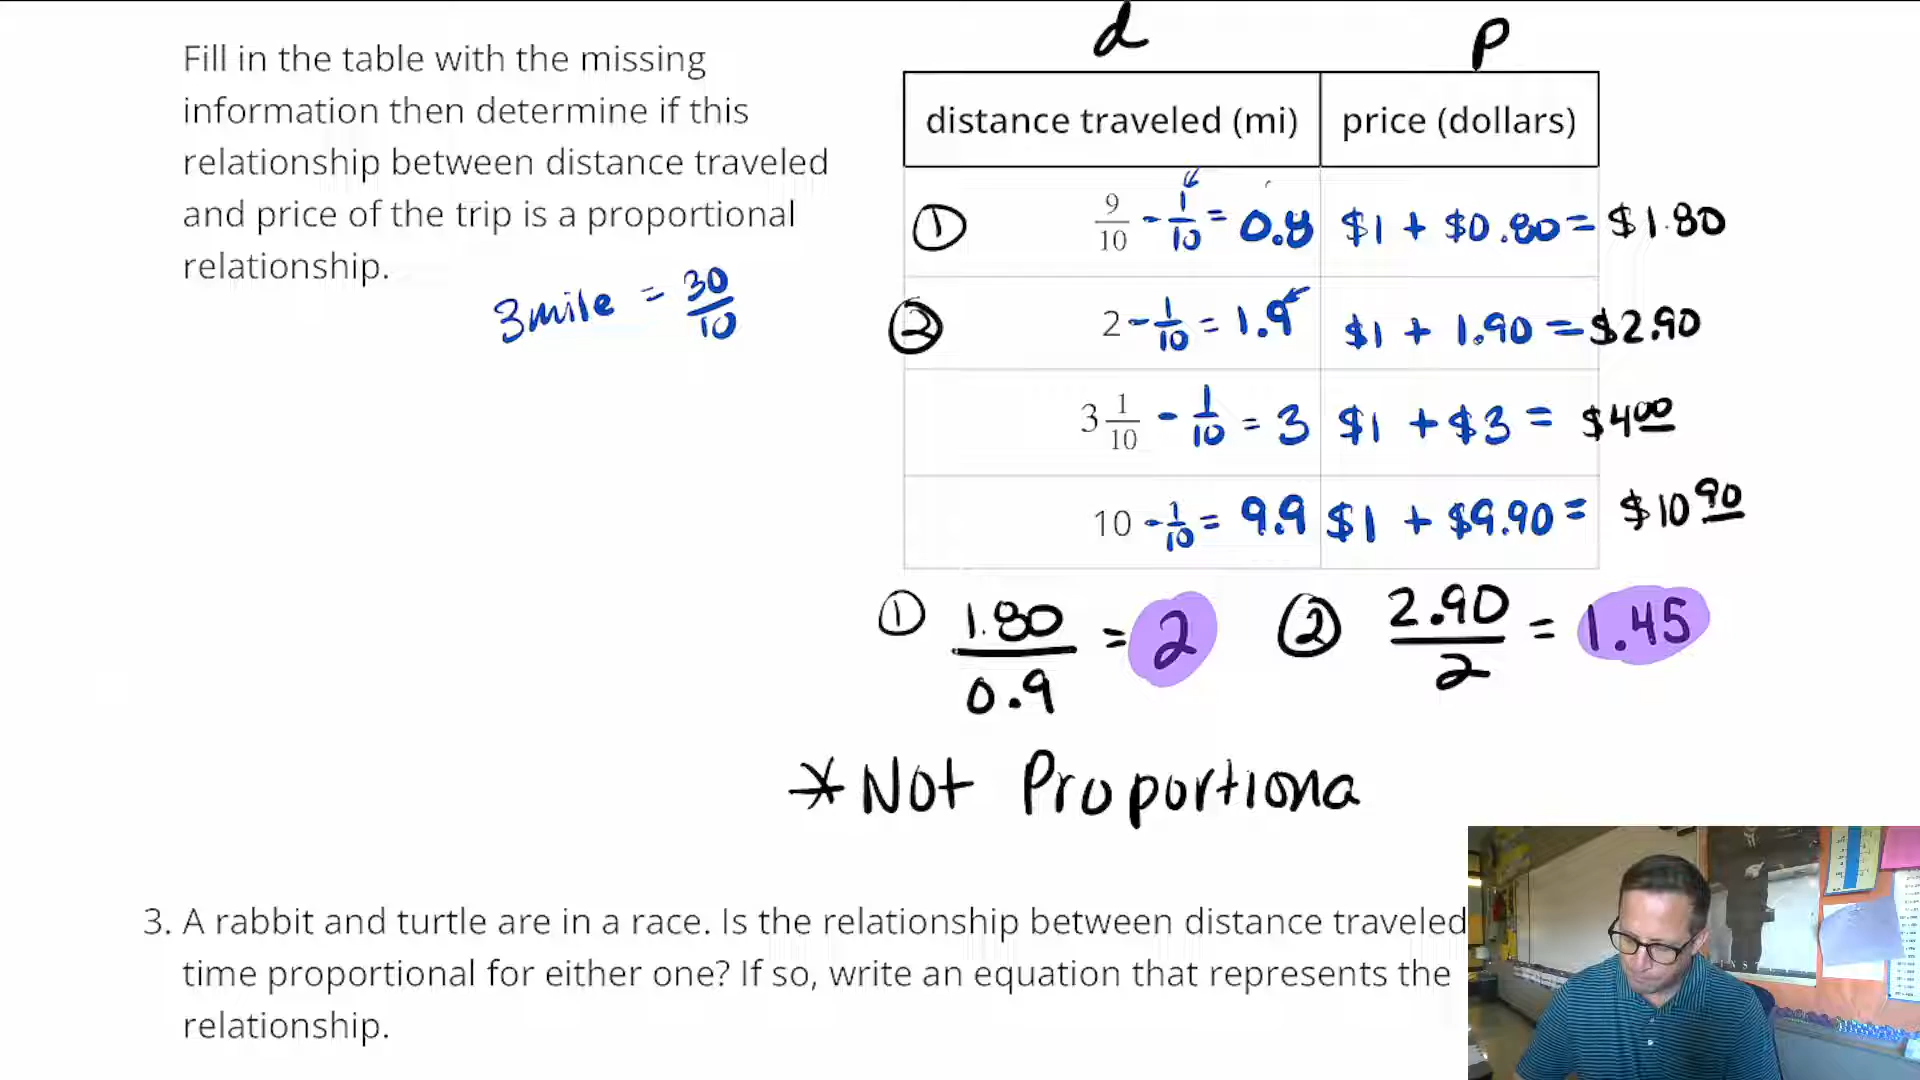 d p
Fill in the table with the missing
information then determine if this
relationship between distance traveled
and price of the trip is a proportional
relationship.
3mile = 30/10
distance traveled (mi) price (dollars)
① 9/10 - 1/10 = 0.8 $1 + $0.80 = $1.80
② 2 - 1/10 = 1.9 $1 + 1.90 = $2.90
3 1/10 - 1/10 = 3 $1 + $3 = $4.00
10 - 1/10 = 9.9 $1 + $9.90 = $10.90
① 1.80/0.9 = 2 ② 2.90/2 = 1.45
*Not Proportiona
3. A rabbit and turtle are in a race. Is the relationship between distance traveled
time proportional for either one? If so, write an equation that represents the
relationship.